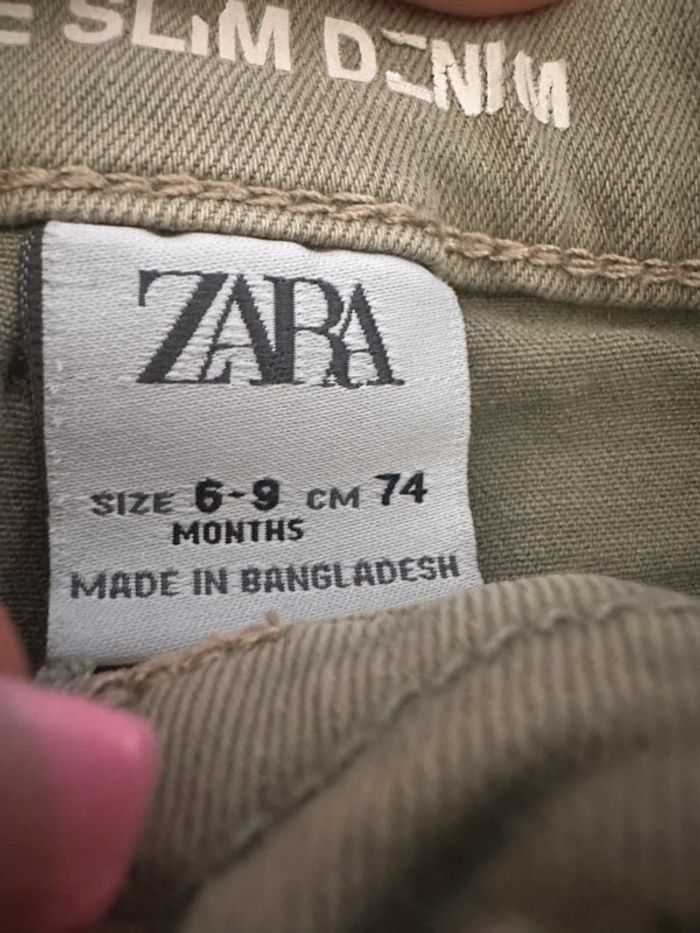 SLIM DENIM
ZARA
SIZE 6-9 CM 74
MONTHS
MADE IN BANGLADESH